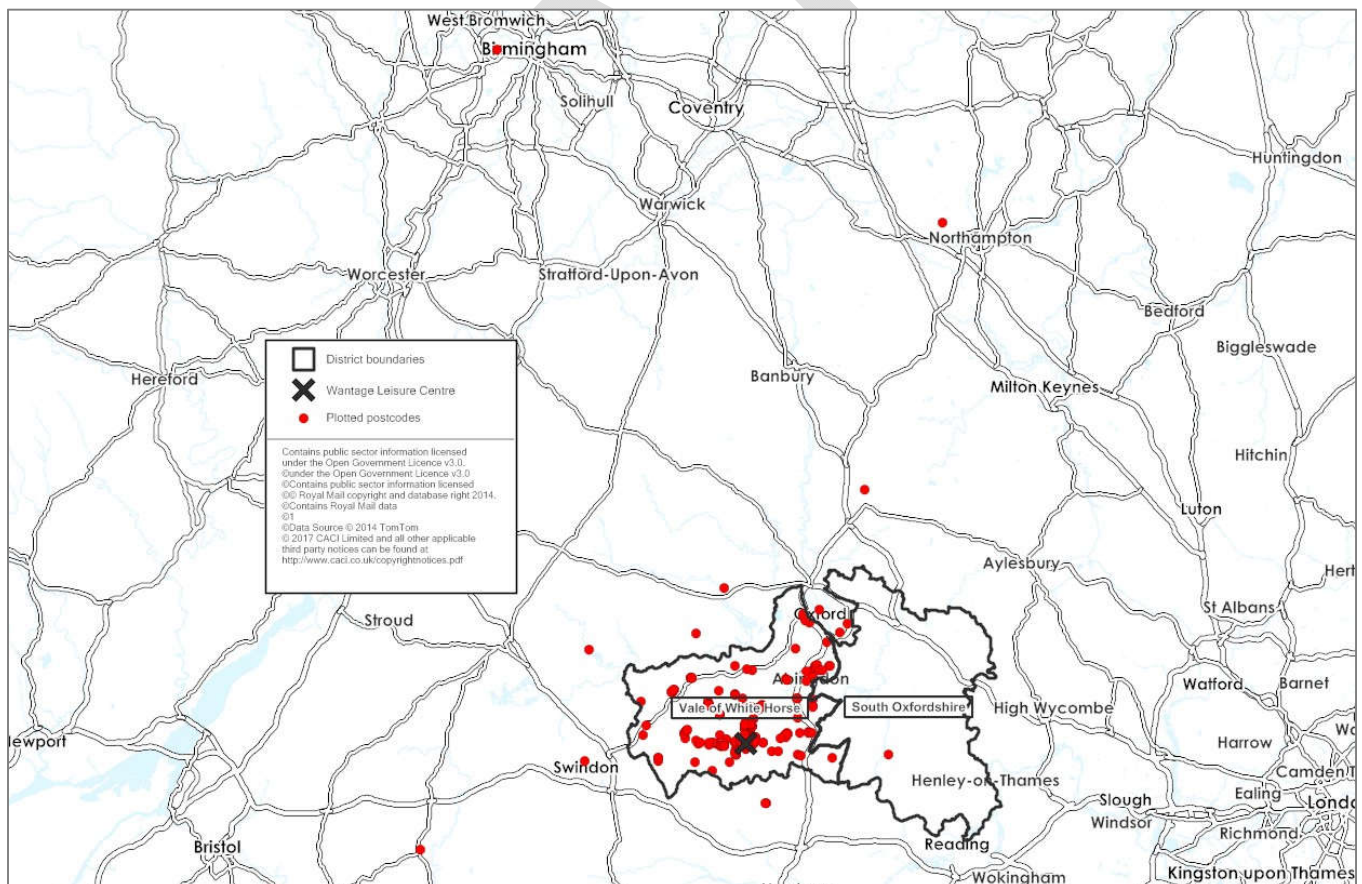 West Bromwich
Birmingham
Solihull
Coventry
Huntingdon
Warwick
Northampton
Worcester
Stratford-Upon-Avon
Bedford
Biggleswade
Hereford
Banbury
Milton Keynes
District boundaries
Wantage Leisure Centre
Plotted postcodes
Contains public sector information licensed
under the Open Government Licence v3.0.
©under the Open Government Licence v3.0
©Contains public sector information licensed
©© Royal Mail copyright and database right 2014.
©Contains Royal Mail data
©1
©Data Source © 2014 TomTom
© 2017 CACI Limited and all other applicable
third party notices can be found at
http://www.caci.co.uk/copyrightnotices.pdf
Hitchin
Luton
Aylesbury
Hert
St Albans
Stroud
Oxford
Abingdon
Watford
Barnet
Vale of White Horse
South Oxfordshire
High Wycombe
lewport
Harrow
Wa
Swindon
Henley-on-Thames
Camden T
Ealing
Slough
Londo
Windsor
Richmond
Bristol
Reading
Wokingham
Kingston upon Thames